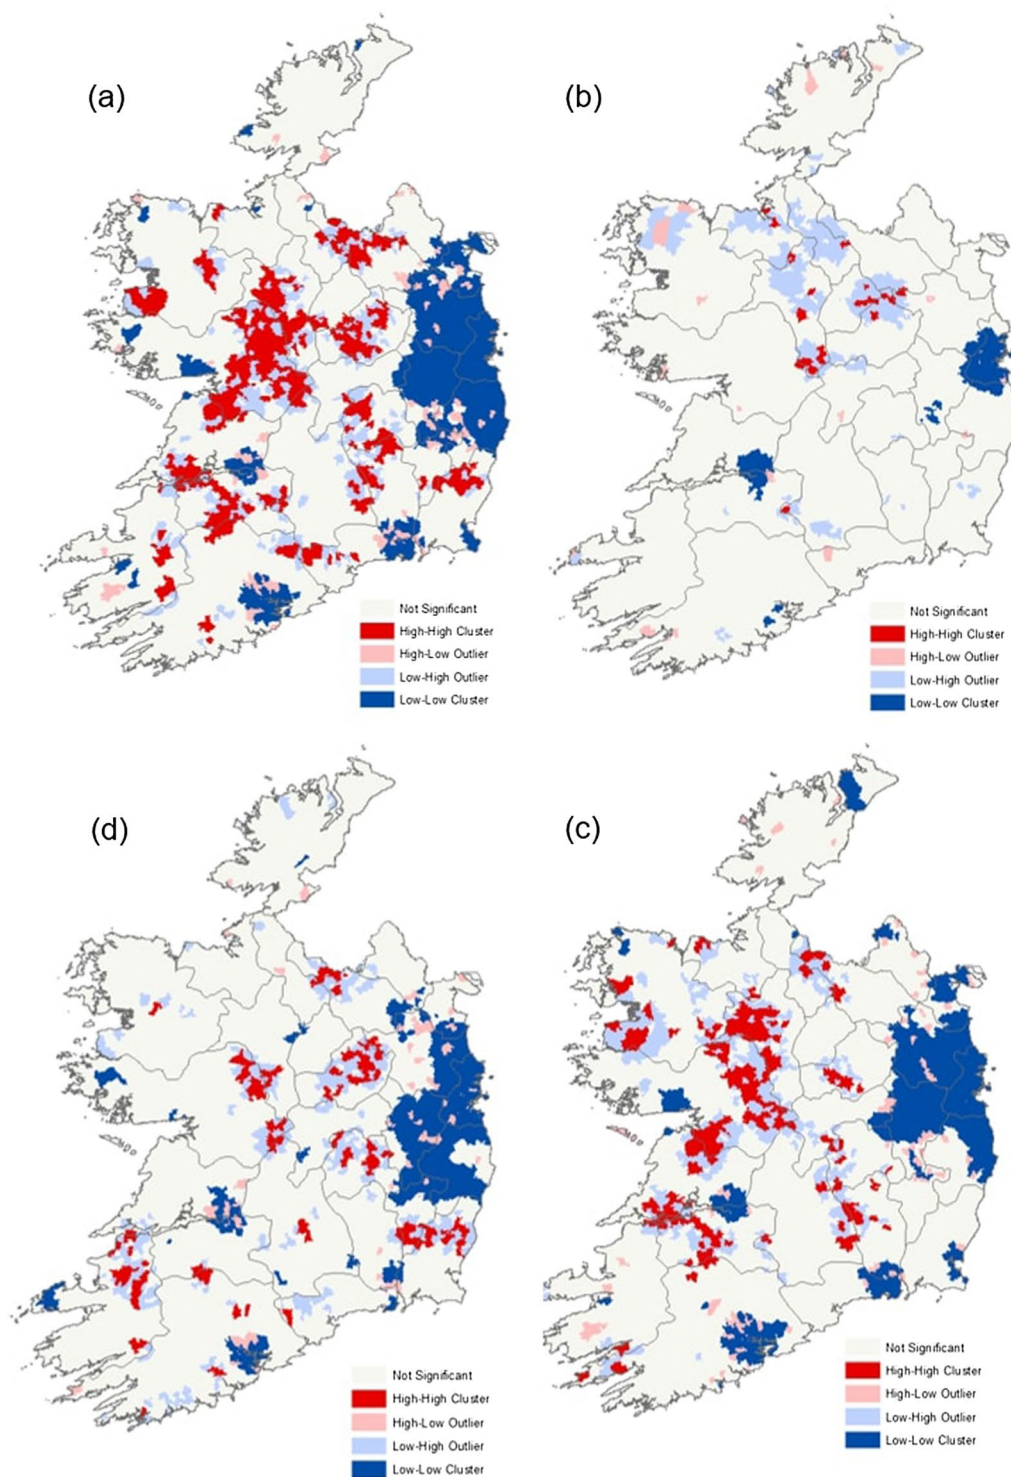 (a)
(b)
Not Significant
High-High Cluster
High-Low Outlier
Low-High Outlier
Low-Low Cluster
Not Significant
High-High Cluster
High-Low Outlier
Low-High Outlier
Low-Low Cluster
(d)
(c)
Not Significant
High-High Cluster
High-Low Outlier
Low-High Outlier
Low-Low Cluster
Not Significant
High-High Cluster
High-Low Outlier
Low-High Outlier
Low-Low Cluster